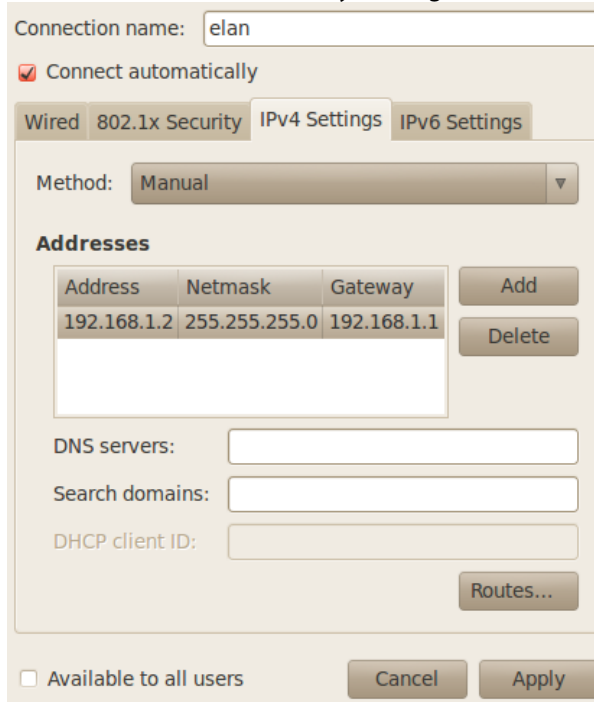 Connection name: elan
Connect automatically
Wired 802.1x Security IPv4 Settings IPv6 Settings
Method: Manual
Addresses
Address Netmask Gateway Add
192.168.1.2 255.255.255.0 192.168.1.1 Delete
DNS servers:
Search domains:
DHCP client ID:
Routes...
Available to all users Cancel Apply